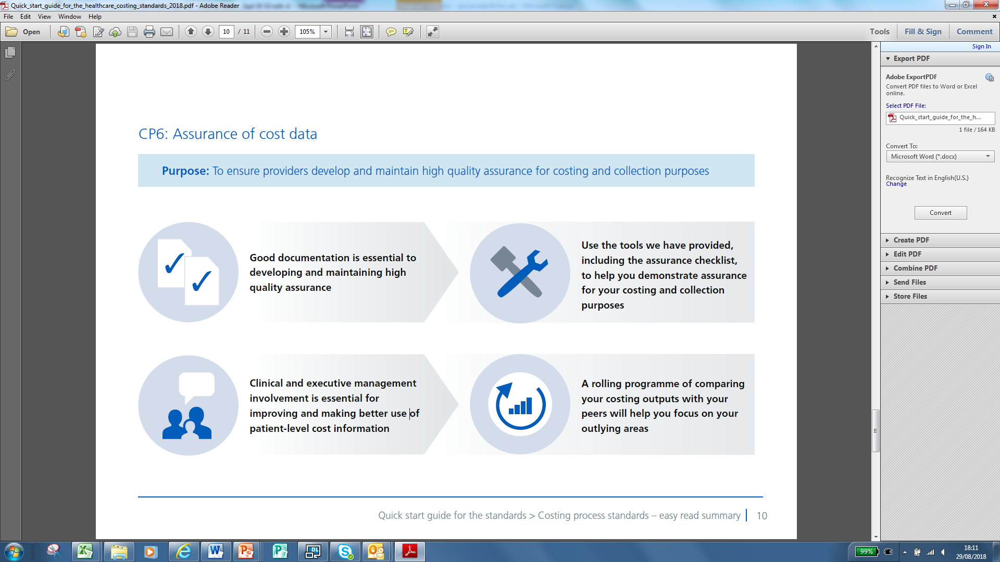 Quick_start_guide_for_the_healthcare_costing_standards_2018.pdf - Adobe Reader
File Edit View Window Help
Open 10 / 11 105% Tools Fill & Sign Comment
Sign In
Export PDF
Adobe ExportPDF
Convert PDF files to Word or Excel
online.
Select PDF File:
Quick_start_guide_for_the_h...
1 file / 164 KB
Convert To:
Microsoft Word (*.docx)
Recognize Text in English(U.S.)
Change
Convert
Create PDF
Edit PDF
Combine PDF
Send Files
Store Files
CP6: Assurance of cost data
Purpose: To ensure providers develop and maintain high quality assurance for costing and collection purposes
Good documentation is essential to
developing and maintaining high
quality assurance
Use the tools we have provided,
including the assurance checklist,
to help you demonstrate assurance
for your costing and collection
purposes
Clinical and executive management
involvement is essential for
improving and making better use of
patient-level cost information
A rolling programme of comparing
your costing outputs with your
peers will help you focus on your
outlying areas
Quick start guide for the standards > Costing process standards – easy read summary 10
99%
18:11
29/08/2018